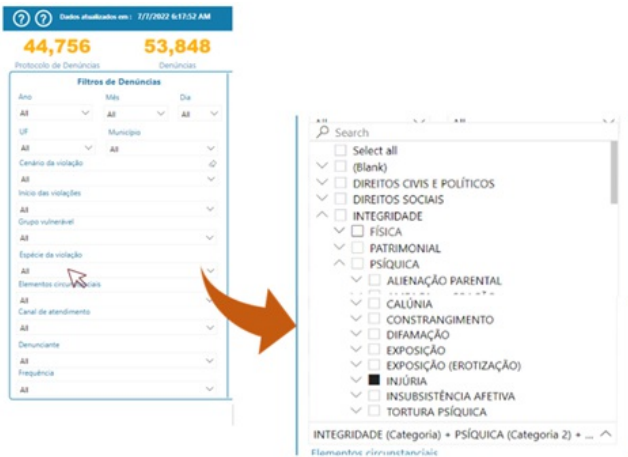 ? ? Dados atualizados em: 7/7/2022 6:17:52 AM
44,756 53,848
Protocolo de Denúncias Denúncias
Filtros de Denúncias
Ano Mês Dia
All All All
UF Município
All All
Cenário da violação
All
Início das violações
All
Grupo vulnerável
All
Espécie da violação
All
Elementos circunstanciais
All
Canal de atendimento
All
Denunciante
All
Frequência
All
Search
Select all
(Blank)
DIREITOS CIVIS E POLÍTICOS
DIREITOS SOCIAIS
INTEGRIDADE
FÍSICA
PATRIMONIAL
PSÍQUICA
ALIENAÇÃO PARENTAL
CALÚNIA
CONSTRANGIMENTO
DIFAMAÇÃO
EXPOSIÇÃO
EXPOSIÇÃO (EROTIZAÇÃO)
INJÚRIA
INSUBSISTÊNCIA AFETIVA
TORTURA PSÍQUICA
INTEGRIDADE (Categoria) + PSÍQUICA (Categoria 2) + ...
Elementos circunstanciais